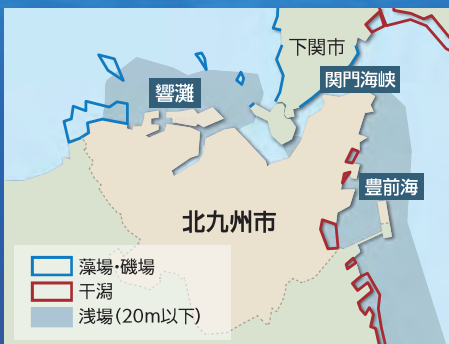 下関市
関門海峡
響灘
豊前海
北九州市
藻場・磯場
干潟
浅場(20m以下)